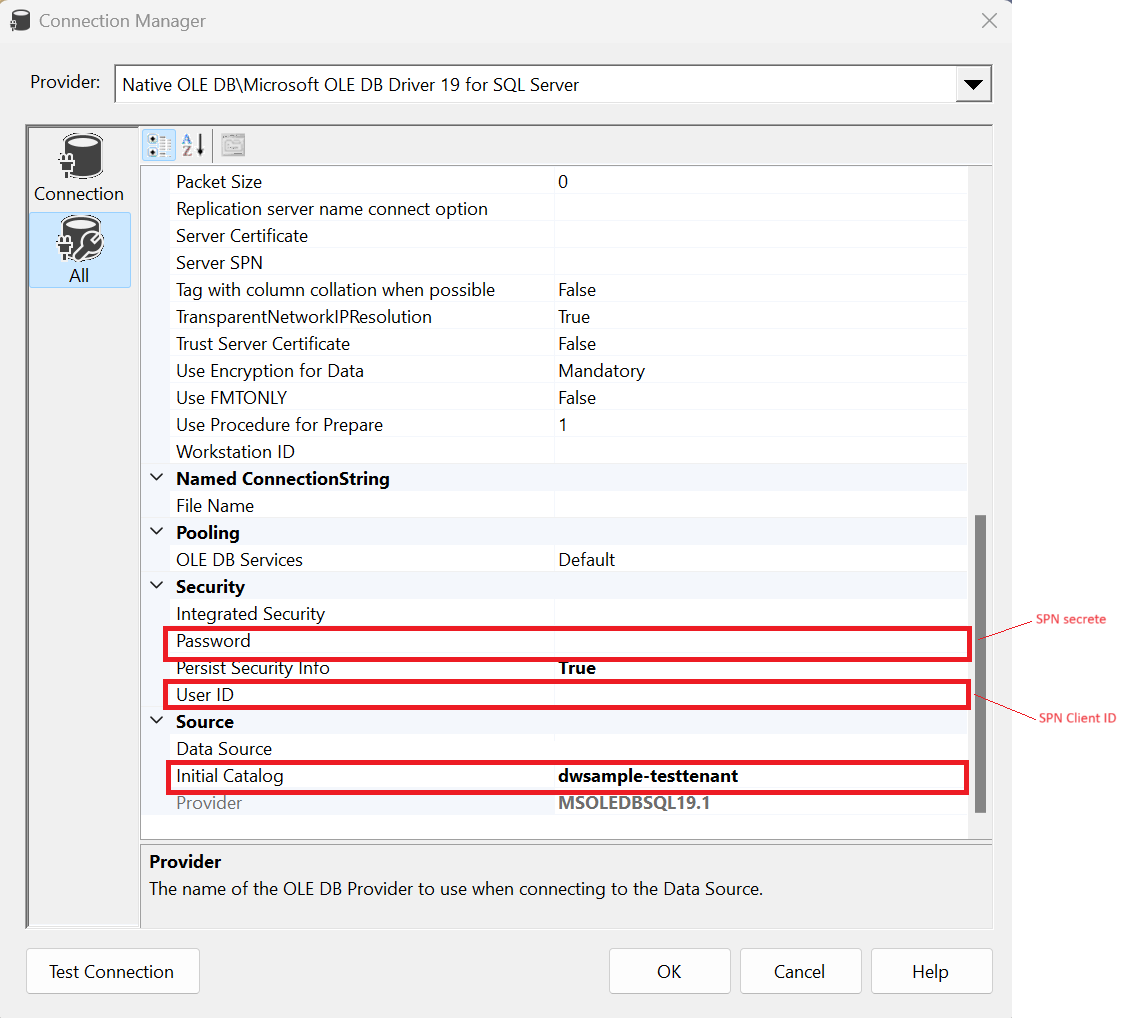 Connection Manager
Provider: Native OLE DB\Microsoft OLE DB Driver 19 for SQL Server
Connection
All
Packet Size 0
Replication server name connect option
Server Certificate
Server SPN
Tag with column collation when possible False
TransparentNetworkIPResolution True
Trust Server Certificate False
Use Encryption for Data Mandatory
Use FMTONLY False
Use Procedure for Prepare 1
Workstation ID
Named ConnectionString
File Name
Pooling
OLE DB Services Default
Security
Integrated Security
Password
SPN secrete
Persist Security Info True
User ID
SPN Client ID
Source
Data Source
Initial Catalog dwsample-testtenant
Provider MSOLEDBSQL19.1
Provider
The name of the OLE DB Provider to use when connecting to the Data Source.
Test Connection OK Cancel Help